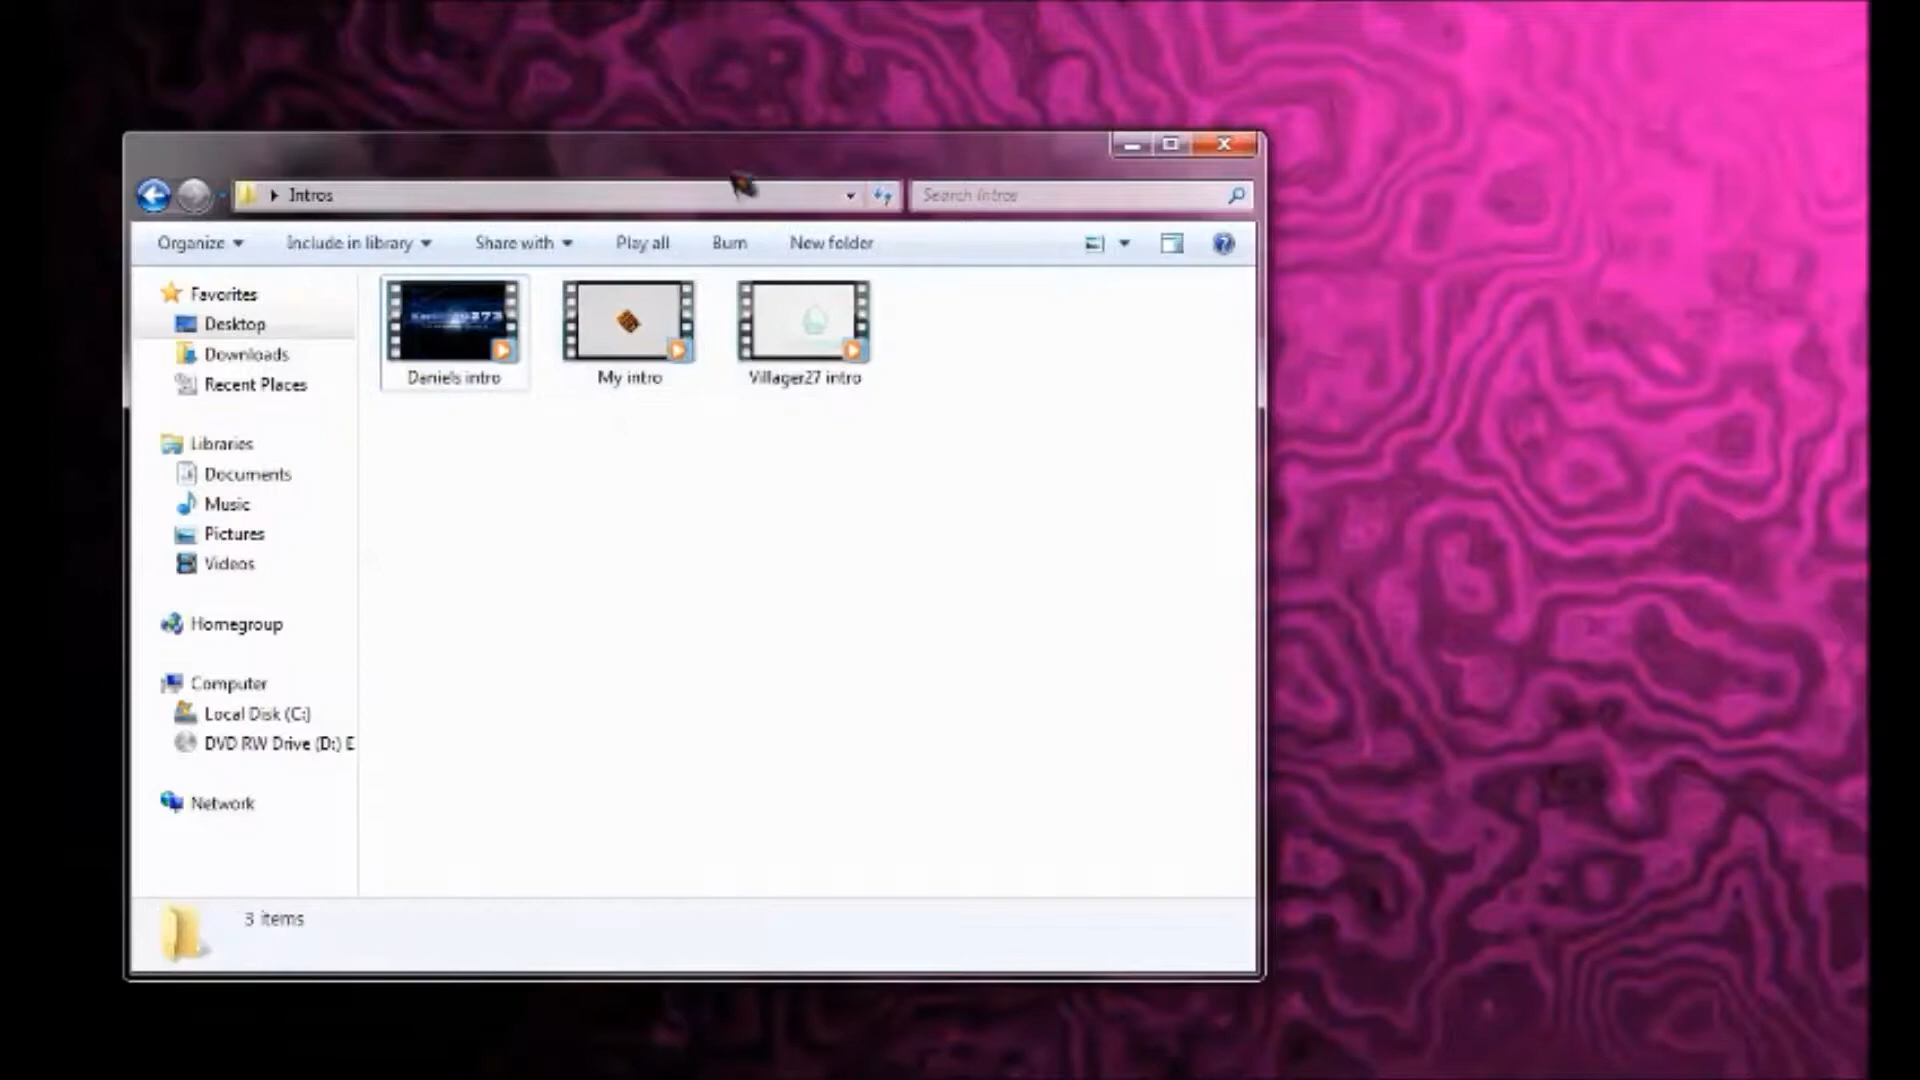 Intros
Search Intros
Organize
Include in library
Share with
Play all
Burn
New folder
Favorites
Desktop
Downloads
Recent Places
Libraries
Documents
Music
Pictures
Videos
Homegroup
Computer
Local Disk (C:)
DVD RW Drive (D:) E
Network
Daniels intro
My intro
Villager27 intro
3 items